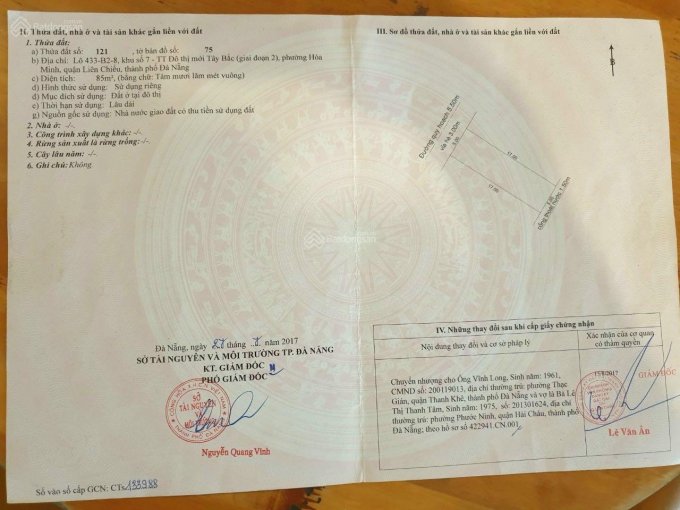 II. Thửa đất, nhà ở và tài sản khác gắn liền với đất
1. Thửa đất:
a) Thửa đất số: 121, tờ bản đồ số: 75
b) Địa chỉ: Lô 433-B2-8, khu số 7 - TT Đô thị mới Tây Bắc (giai đoạn 2), phường Hòa
Minh, quận Liên Chiểu, thành phố Đà Nẵng
c) Diện tích: 85m², (bằng chữ: Tám mươi lăm mét vuông)
d) Hình thức sử dụng: Sử dụng riêng
đ) Mục đích sử dụng: Đất ở tại đô thị
e) Thời hạn sử dụng: Lâu dài
g) Nguồn gốc sử dụng: Nhà nước giao đất có thu tiền sử dụng đất
2. Nhà ở: -/-
3. Công trình xây dựng khác: -/-
4. Rừng sản xuất là rừng trồng: -/-
5. Cây lâu năm: -/-
6. Ghi chú: Không.
Đà Nẵng, ngày 27 tháng 7 năm 2017
SỞ TÀI NGUYÊN VÀ MÔI TRƯỜNG TP. ĐÀ NẴNG
KT. GIÁM ĐỐC
PHÓ GIÁM ĐỐC
SỞ
TÀI NGUYÊN
Nguyễn Quang Vinh
Số vào sổ cấp GCN: CTs 133988
III. Sơ đồ thửa đất, nhà ở và tài sản khác gắn liền với đất
B
Đường quy hoạch 5.50m
vỉa hè 3.00m
5.00
17.00
17.00
5.00
cống thoát nước 1.50m
IV. Những thay đổi sau khi cấp giấy chứng nhận
Nội dung thay đổi và cơ sở pháp lý
Xác nhận của cơ quan
có thẩm quyền
Chuyển nhượng cho Ông Vĩnh Long, Sinh năm: 1961,
CMND số: 200119013, địa chỉ thường trú: phường Thạc
Gián, quận Thanh Khê, thành phố Đà Nẵng và vợ là Bà Lê
Thị Thanh Tâm, Sinh năm: 1975, số: 201301624, địa chỉ
thường trú: phường Phước Ninh, quận Hải Châu, thành phố
Đà Nẵng; theo hồ sơ số 422941.CN.001
GIÁM ĐỐC
Lê Văn Ân
Batdongsan
Batdongsan